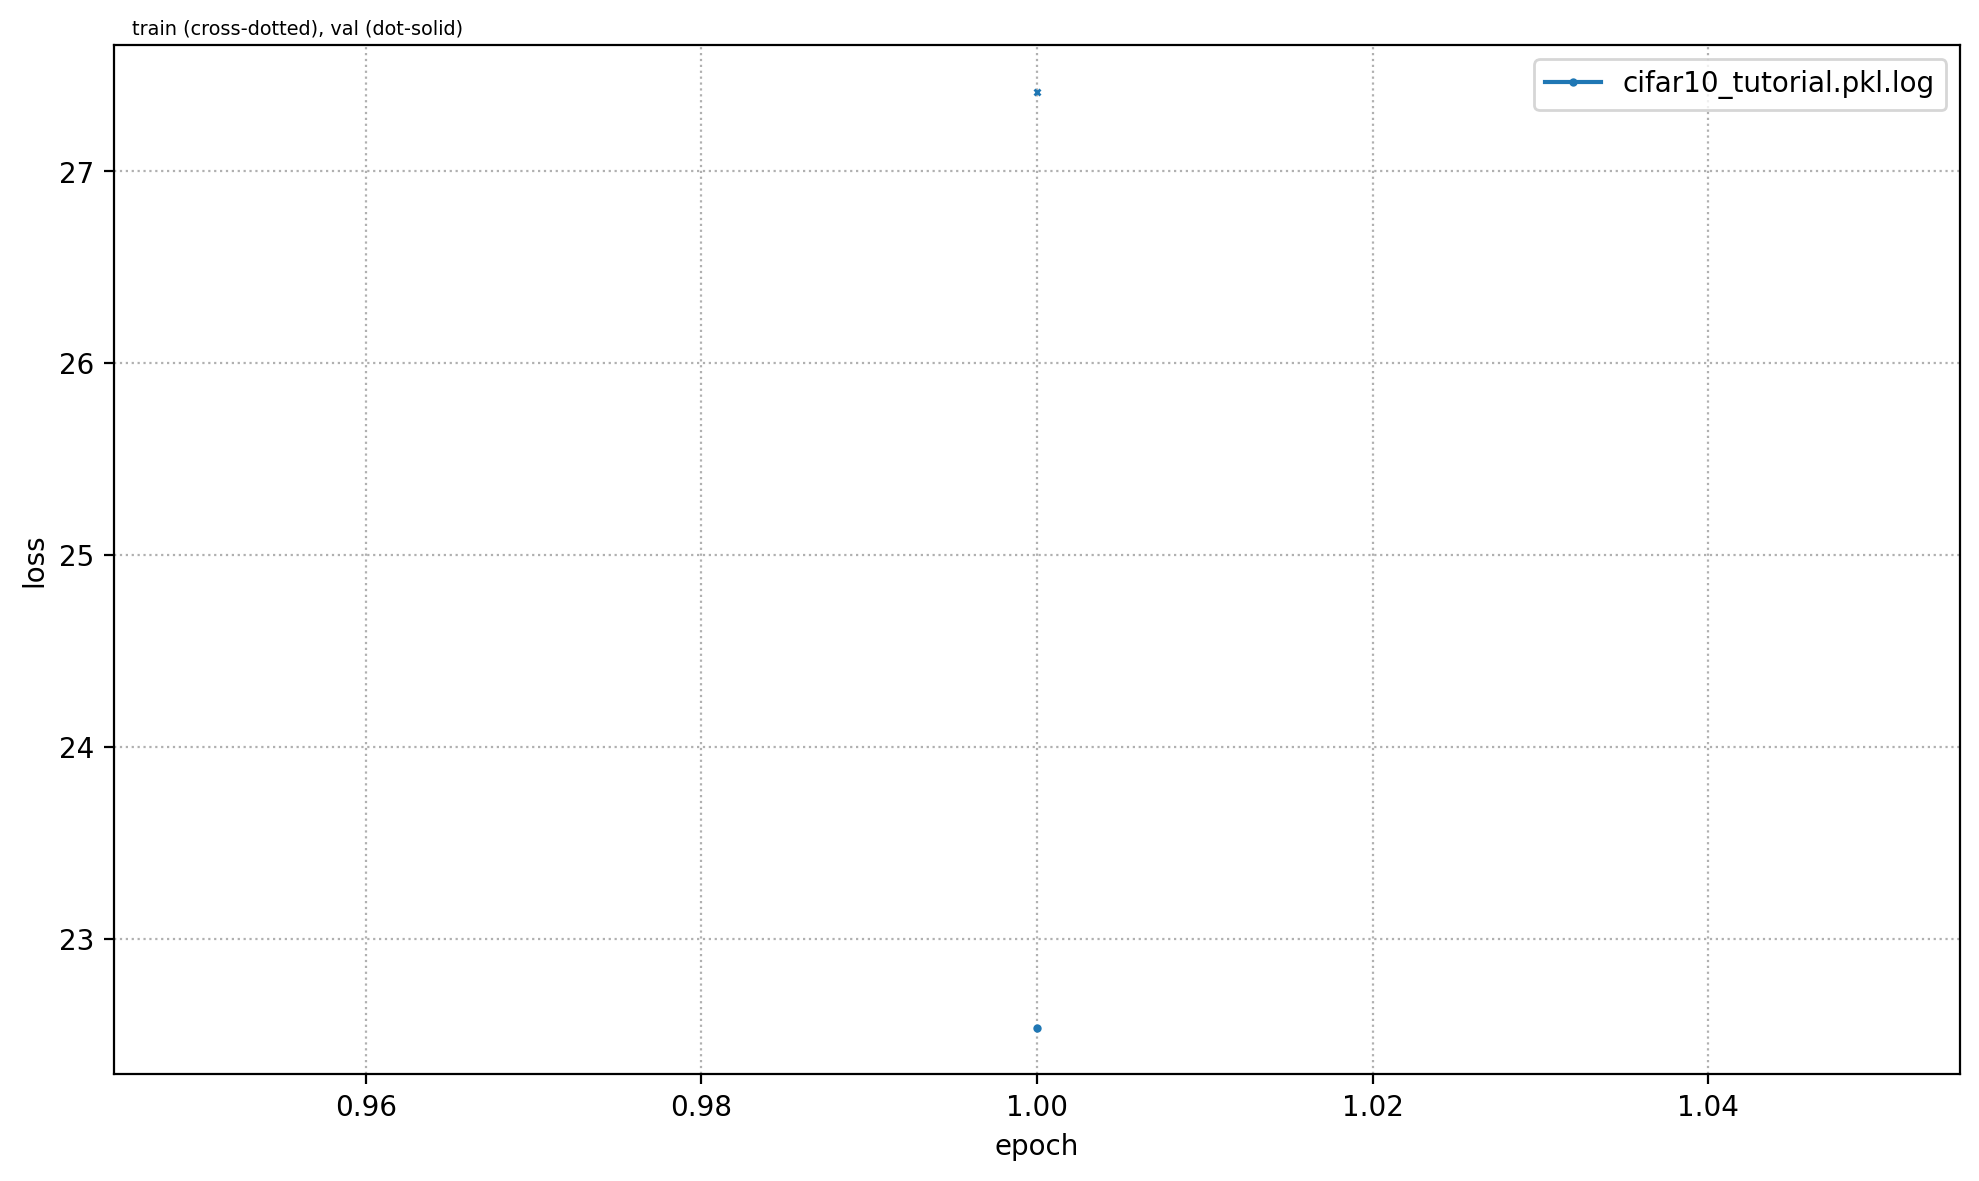 train (cross-dotted), val (dot-solid)
cifar10_tutorial.pkl.log
27
26
25
24
23
loss
0.96 0.98 1.00 1.02 1.04
epoch